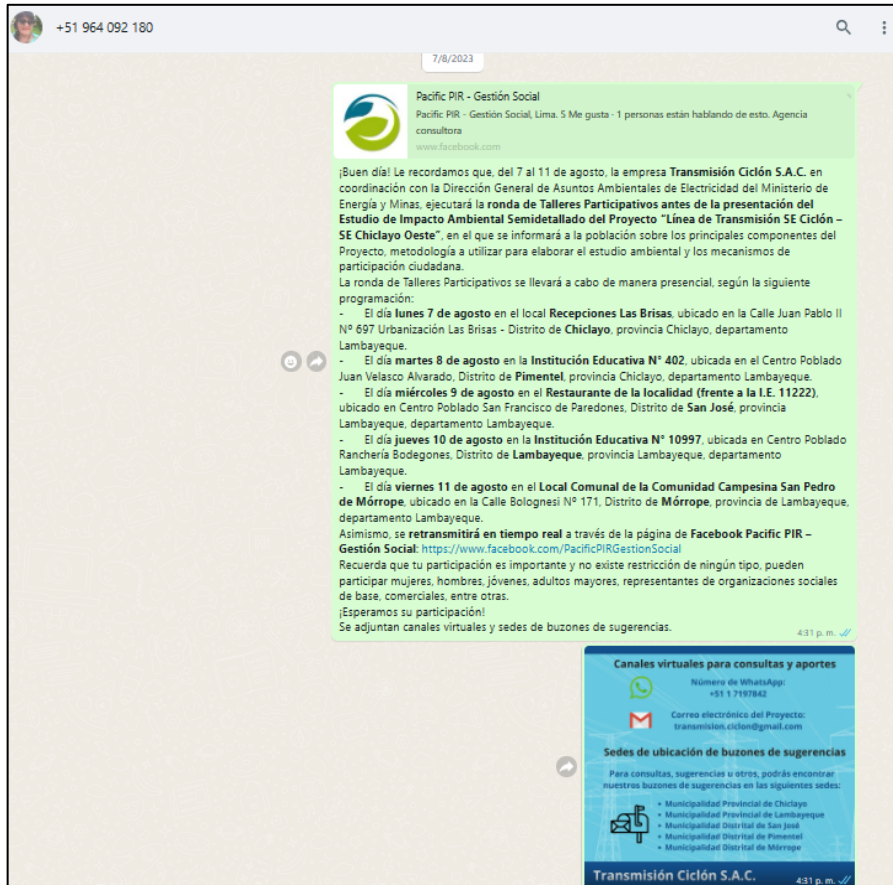 +51 964 092 180
7/8/2023
Pacific PIR - Gestión Social
Pacific PIR - Gestión Social, Lima. 5 Me gusta · 1 personas están hablando de esto. Agencia
consultora
www.facebook.com
¡Buen día! Le recordamos que, del 7 al 11 de agosto, la empresa Transmisión Ciclón S.A.C. en
coordinación con la Dirección General de Asuntos Ambientales de Electricidad del Ministerio de
Energía y Minas, ejecutará la ronda de Talleres Participativos antes de la presentación del
Estudio de Impacto Ambiental Semidetallado del Proyecto "Línea de Transmisión SE Ciclón –
SE Chiclayo Oeste", en el que se informará a la población sobre los principales componentes del
Proyecto, metodología a utilizar para elaborar el estudio ambiental y los mecanismos de
participación ciudadana.
La ronda de Talleres Participativos se llevará a cabo de manera presencial, según la siguiente
programación:
- El día lunes 7 de agosto en el local Recepciones Las Brisas, ubicado en la Calle Juan Pablo II
Nº 697 Urbanización Las Brisas - Distrito de Chiclayo, provincia Chiclayo, departamento
Lambayeque.
- El día martes 8 de agosto en la Institución Educativa N° 402, ubicada en el Centro Poblado
Juan Velasco Alvarado, Distrito de Pimentel, provincia Chiclayo, departamento Lambayeque.
- El día miércoles 9 de agosto en el Restaurante de la localidad (frente a la I.E. 11222),
ubicado en Centro Poblado San Francisco de Paredones, Distrito de San José, provincia
Lambayeque, departamento Lambayeque.
- El día jueves 10 de agosto en la Institución Educativa N° 10997, ubicada en Centro Poblado
Ranchería Bodegones, Distrito de Lambayeque, provincia Lambayeque, departamento
Lambayeque.
- El día viernes 11 de agosto en el Local Comunal de la Comunidad Campesina San Pedro
de Mórrope, ubicado en la Calle Bolognesi Nº 171, Distrito de Mórrope, provincia de Lambayeque,
departamento Lambayeque.
Asimismo, se retransmitirá en tiempo real a través de la página de Facebook Pacific PIR –
Gestión Social: https://www.facebook.com/PacificPIRGestionSocial
Recuerda que tu participación es importante y no existe restricción de ningún tipo, pueden
participar mujeres, hombres, jóvenes, adultos mayores, representantes de organizaciones sociales
de base, comerciales, entre otras.
¡Esperamos su participación!
Se adjuntan canales virtuales y sedes de buzones de sugerencias.
4:31 p. m.
Canales virtuales para consultas y aportes
Número de WhatsApp:
+51 1 7197842
Correo electrónico del Proyecto:
transmision.ciclon@gmail.com
Sedes de ubicación de buzones de sugerencias
Para consultas, sugerencias u otros, podrás encontrar
nuestros buzones de sugerencias en las siguientes sedes:
• Municipalidad Provincial de Chiclayo
• Municipalidad Provincial de Lambayeque
• Municipalidad Distrital de San José
• Municipalidad Distrital de Pimentel
• Municipalidad Distrital de Mórrope
Transmisión Ciclón S.A.C.
4:31 p. m.